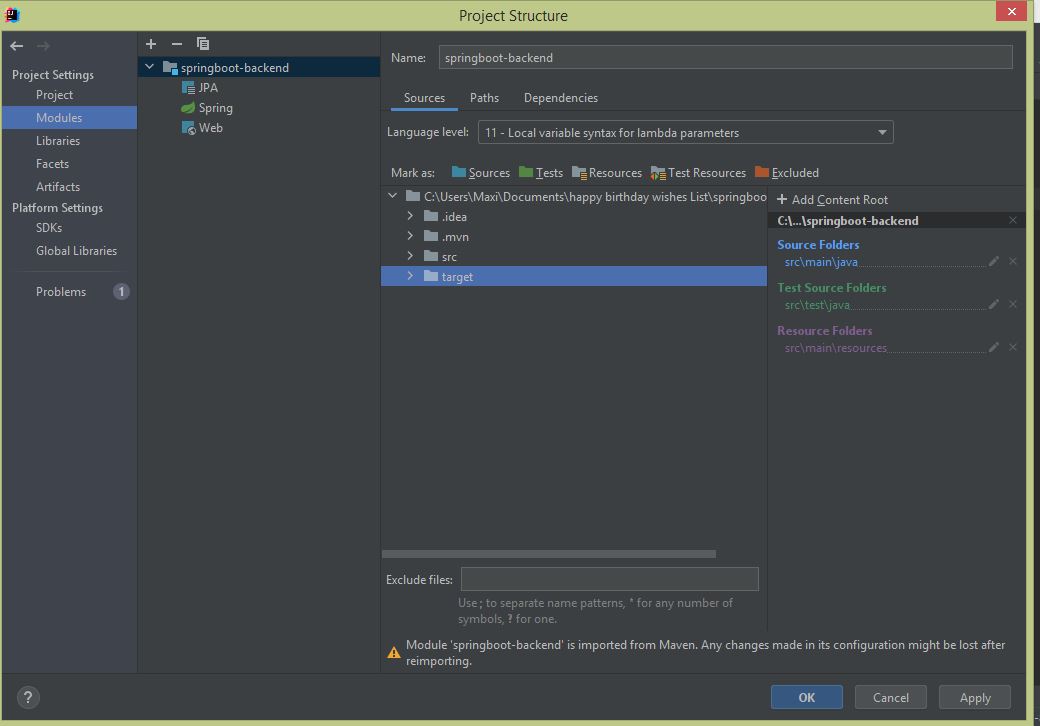 Project Structure
Project Settings
Project
Modules
Libraries
Facets
Artifacts
Platform Settings
SDKs
Global Libraries
Problems 1
springboot-backend
JPA
Spring
Web
Name: springboot-backend
Sources Paths Dependencies
Language level: 11 - Local variable syntax for lambda parameters
Mark as: Sources Tests Resources Test Resources Excluded
C:\Users\Maxi\Documents\happy birthday wishes List\springboo
.idea
.mvn
src
target
+ Add Content Root
C:\...\springboot-backend
Source Folders
src\main\java
Test Source Folders
src\test\java
Resource Folders
src\main\resources
Exclude files:
Use ; to separate name patterns, * for any number of
symbols, ? for one.
Module 'springboot-backend' is imported from Maven. Any changes made in its configuration might be lost after
reimporting.
?
OK Cancel Apply